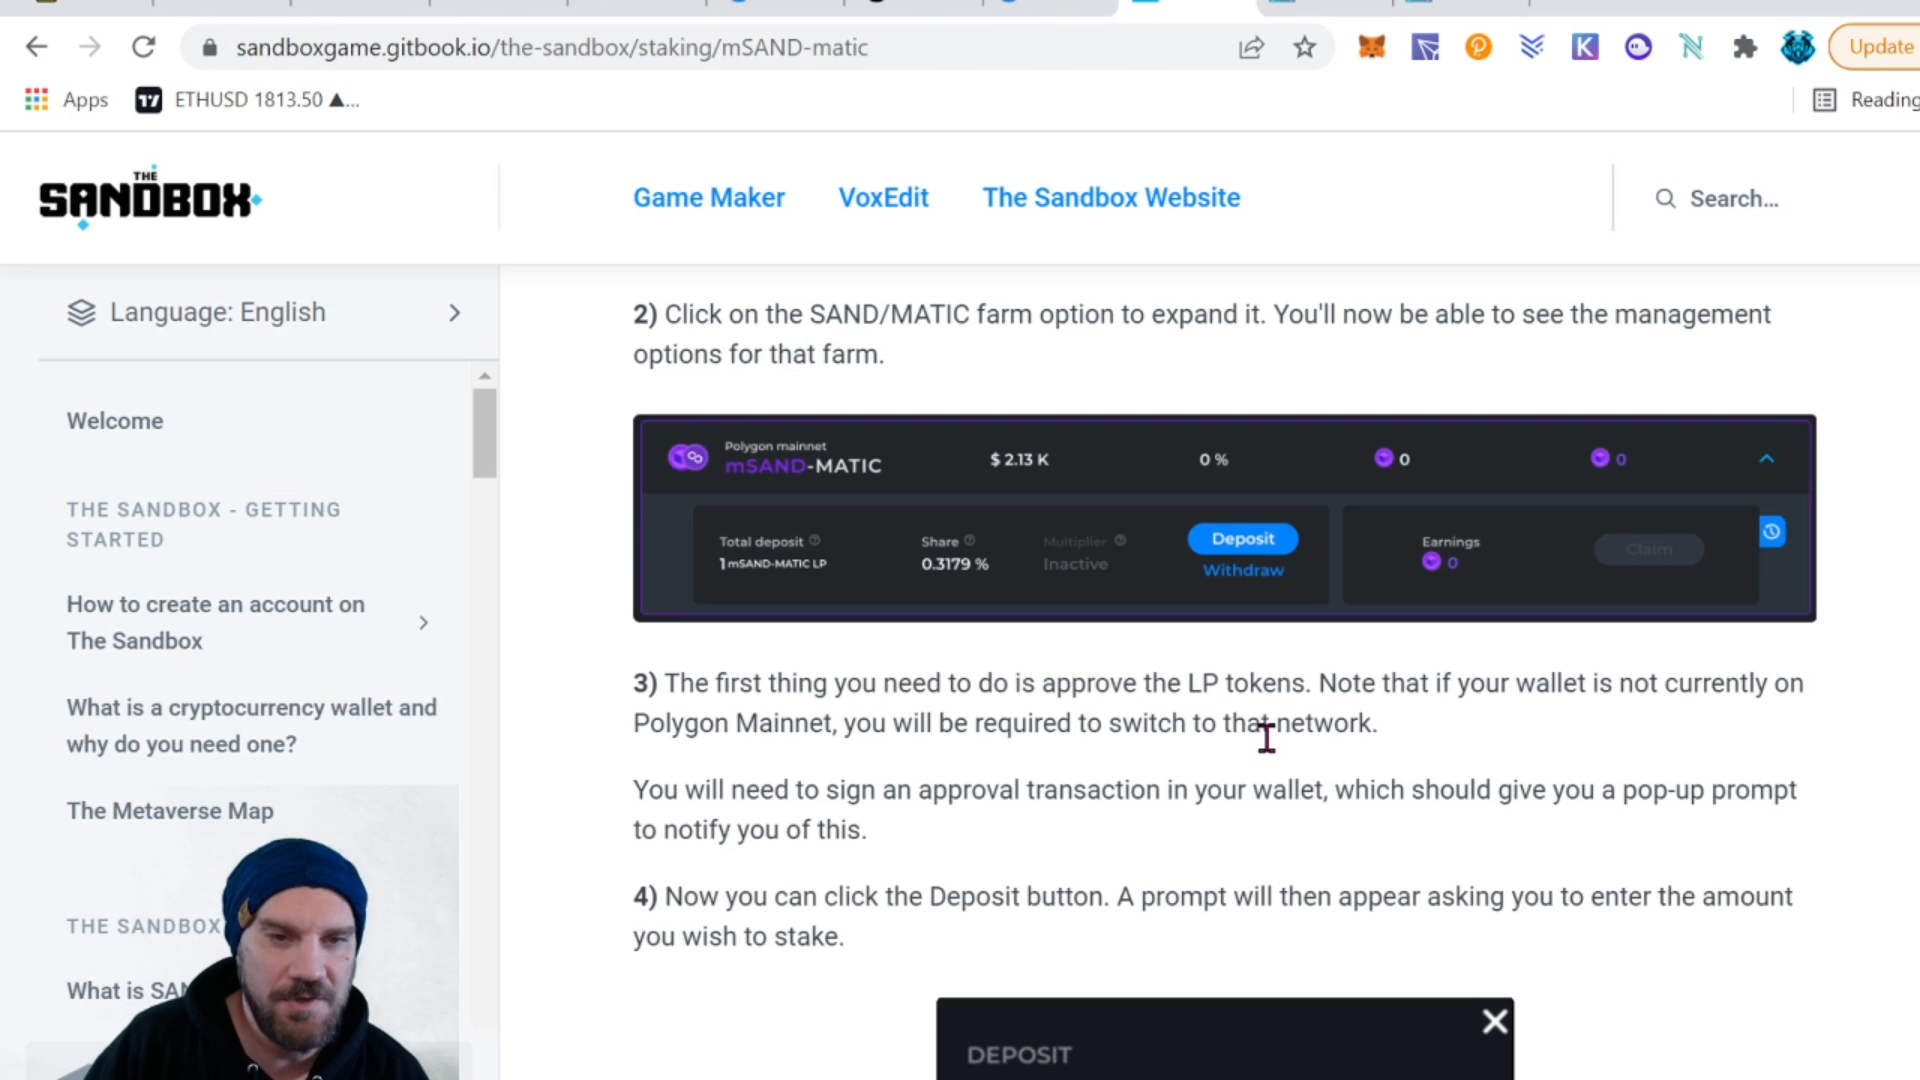 sandboxgame.gitbook.io/the-sandbox/staking/mSAND-matic
Update
Apps
ETHUSD 1813.50 ▲...
Reading
THE
SANDBOX
Game Maker
VoxEdit
The Sandbox Website
Search...
Language: English
Welcome
THE SANDBOX - GETTING
STARTED
How to create an account on
The Sandbox
What is a cryptocurrency wallet and
why do you need one?
The Metaverse Map
THE SANDBOX
What is SAN
2) Click on the SAND/MATIC farm option to expand it. You'll now be able to see the management
options for that farm.
Polygon mainnet
mSAND-MATIC
$ 2.13 K
0 %
0
0
Total deposit
1 mSAND-MATIC LP
Share
0.3179 %
Multiplier
Inactive
Deposit
Withdraw
Earnings
0
Claim
3) The first thing you need to do is approve the LP tokens. Note that if your wallet is not currently on
Polygon Mainnet, you will be required to switch to that network.
You will need to sign an approval transaction in your wallet, which should give you a pop-up prompt
to notify you of this.
4) Now you can click the Deposit button. A prompt will then appear asking you to enter the amount
you wish to stake.
DEPOSIT